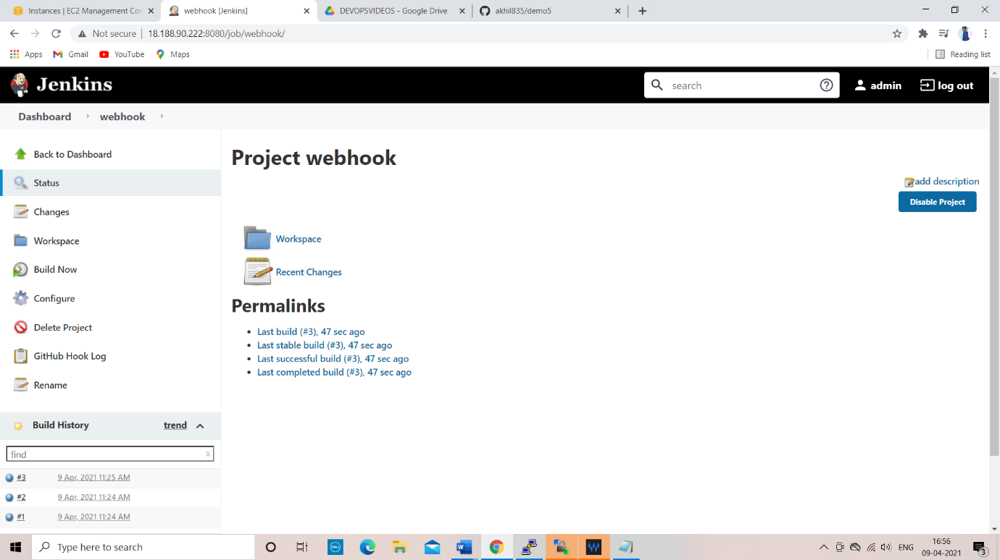 Instances | EC2 Management Con
webhook [Jenkins]
DEVOPSVIDEOS - Google Drive
akhil835/demo5
Not secure
18.188.90.222:8080/job/webhook/
Apps
Gmail
YouTube
Maps
Reading list
Jenkins
search
admin
log out
Dashboard
webhook
Back to Dashboard
Status
Changes
Workspace
Build Now
Configure
Delete Project
GitHub Hook Log
Rename
Build History
trend
find
x
#3 9 Apr, 2021 11:25 AM
#2 9 Apr, 2021 11:24 AM
#1 9 Apr, 2021 11:24 AM
Project webhook
add description
Disable Project
Workspace
Recent Changes
Permalinks
Last build (#3), 47 sec ago
Last stable build (#3), 47 sec ago
Last successful build (#3), 47 sec ago
Last completed build (#3), 47 sec ago
Type here to search
DELL
W
ENG
16:56
09-04-2021
3